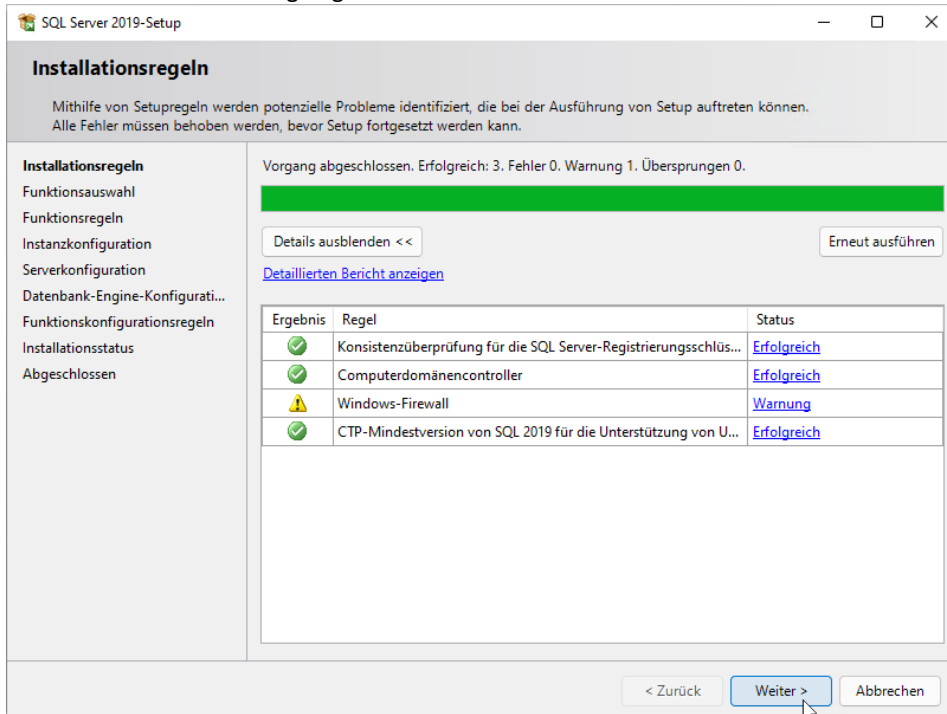 SQL Server 2019-Setup
Installationsregeln
Mithilfe von Setupregeln werden potenzielle Probleme identifiziert, die bei der Ausführung von Setup auftreten können.
Alle Fehler müssen behoben werden, bevor Setup fortgesetzt werden kann.
Installationsregeln
Funktionsauswahl
Funktionsregeln
Instanzkonfiguration
Serverkonfiguration
Datenbank-Engine-Konfigurati...
Funktionskonfigurationsregeln
Installationsstatus
Abgeschlossen
Vorgang abgeschlossen. Erfolgreich: 3. Fehler 0. Warnung 1. Übersprungen 0.
Details ausblenden <<
Erneut ausführen
Detaillierten Bericht anzeigen
Ergebnis Regel Status
Konsistenzüberprüfung für die SQL Server-Registrierungsschlüs... Erfolgreich
Computerdomänencontroller Erfolgreich
Windows-Firewall Warnung
CTP-Mindestversion von SQL 2019 für die Unterstützung von U... Erfolgreich
< Zurück Weiter > Abbrechen